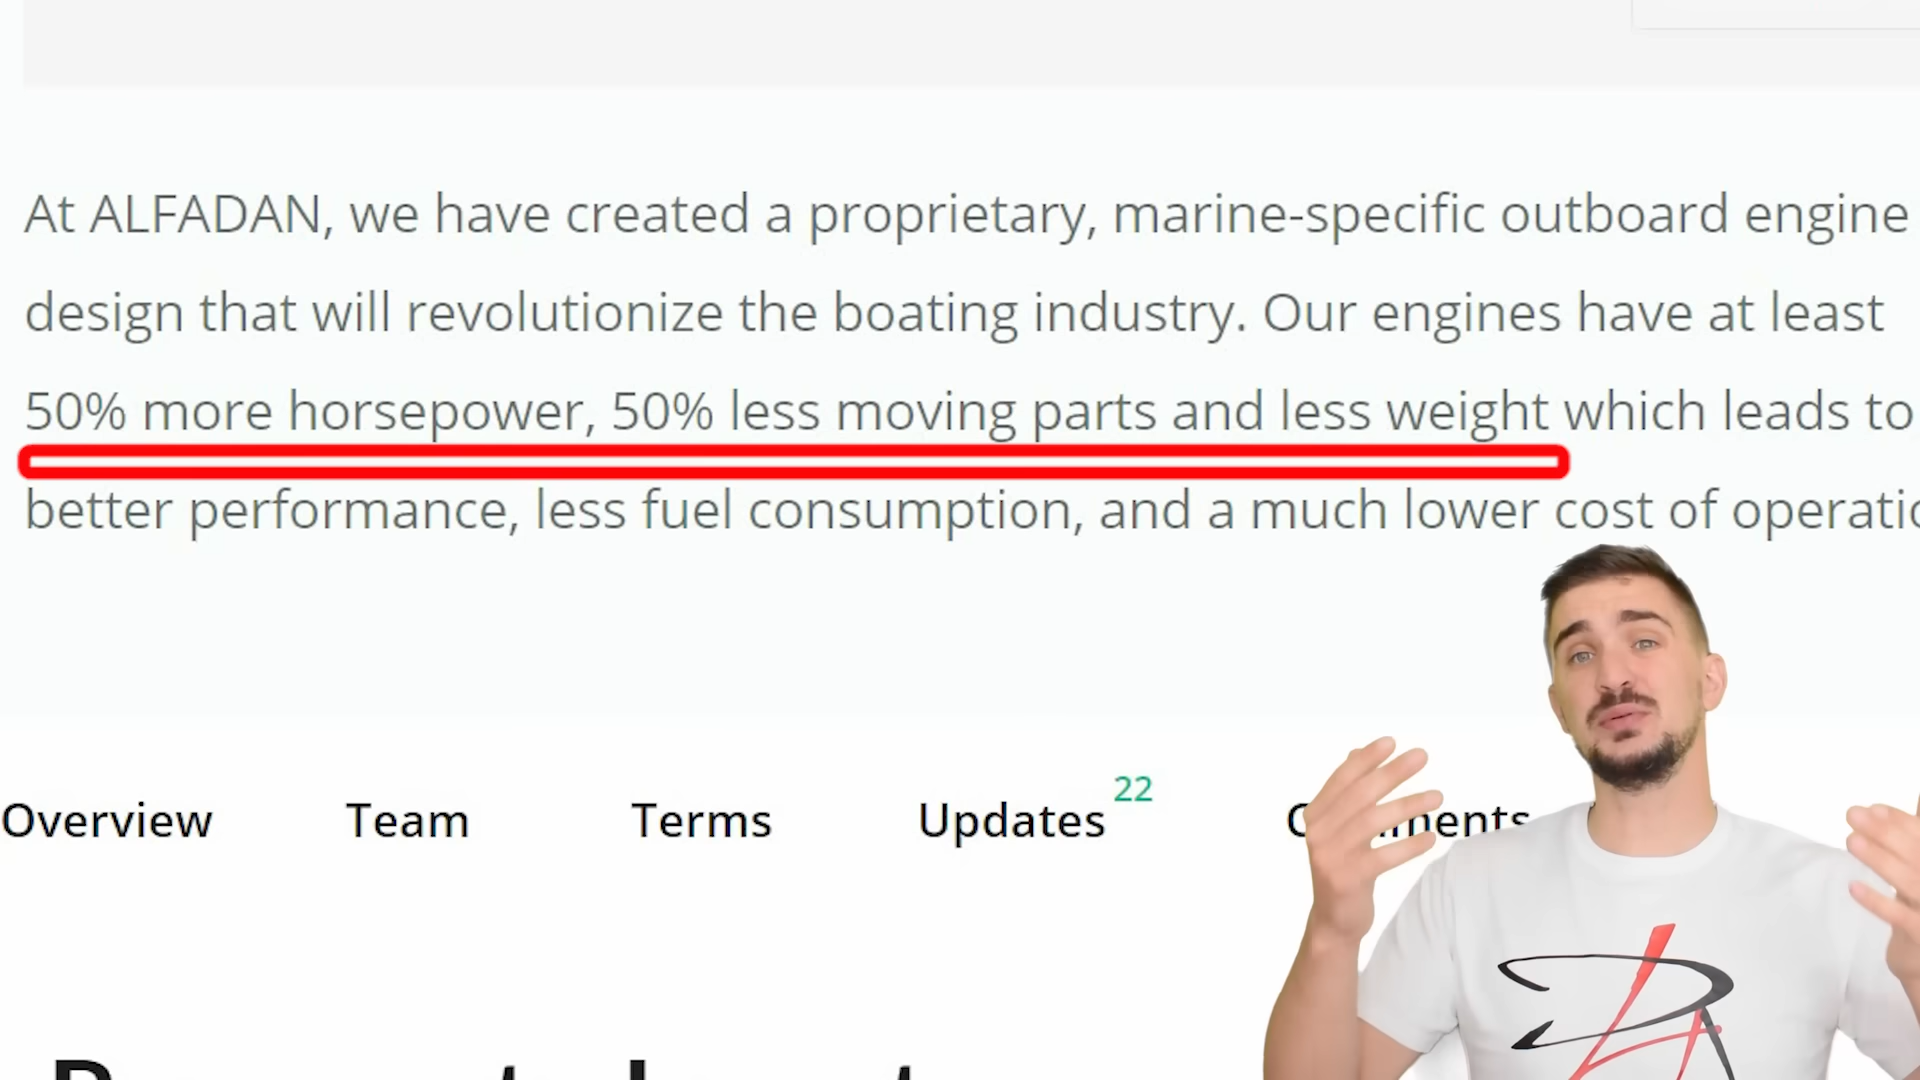 At ALFADAN, we have created a proprietary, marine-specific outboard engine
design that will revolutionize the boating industry. Our engines have at least
50% more horsepower, 50% less moving parts and less weight which leads to
better performance, less fuel consumption, and a much lower cost of
Overview Team Terms Updates 22